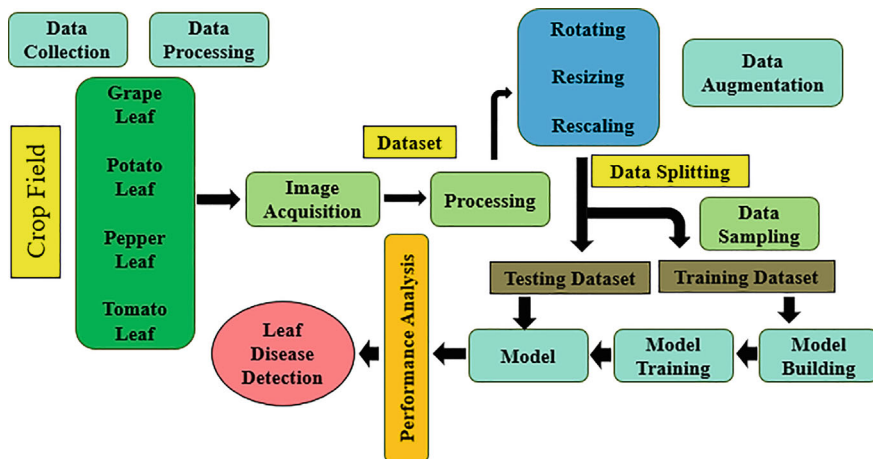 Data
Collection
Data
Processing
Rotating
Resizing
Rescaling
Data
Augmentation
Crop Field
Grape
Leaf
Potato
Leaf
Pepper
Leaf
Tomato
Leaf
Image
Acquisition
Dataset
Processing
Data Splitting
Data
Sampling
Testing Dataset
Training Dataset
Leaf
Disease
Detection
Performance Analysis
Model
Model
Training
Model
Building